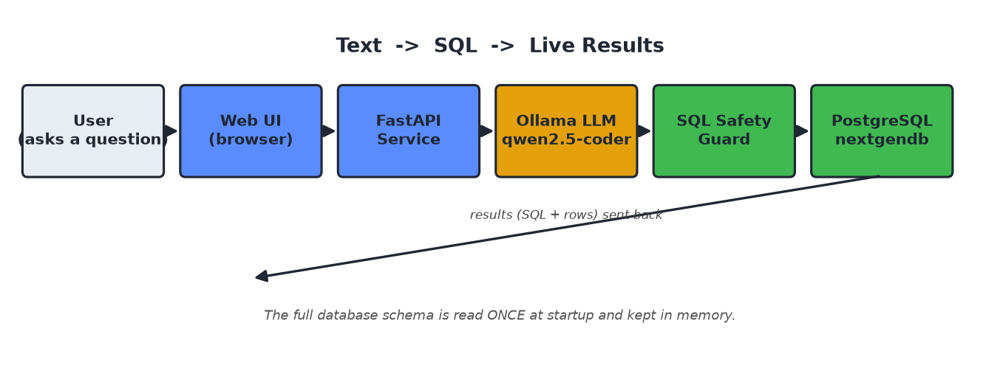 Text -> SQL -> Live Results
User
(asks a question)
Web UI
(browser)
FastAPI
Service
Ollama LLM
qwen2.5-coder
SQL Safety
Guard
PostgreSQL
nextgendb
results (SQL + rows) sent back
The full database schema is read ONCE at startup and kept in memory.